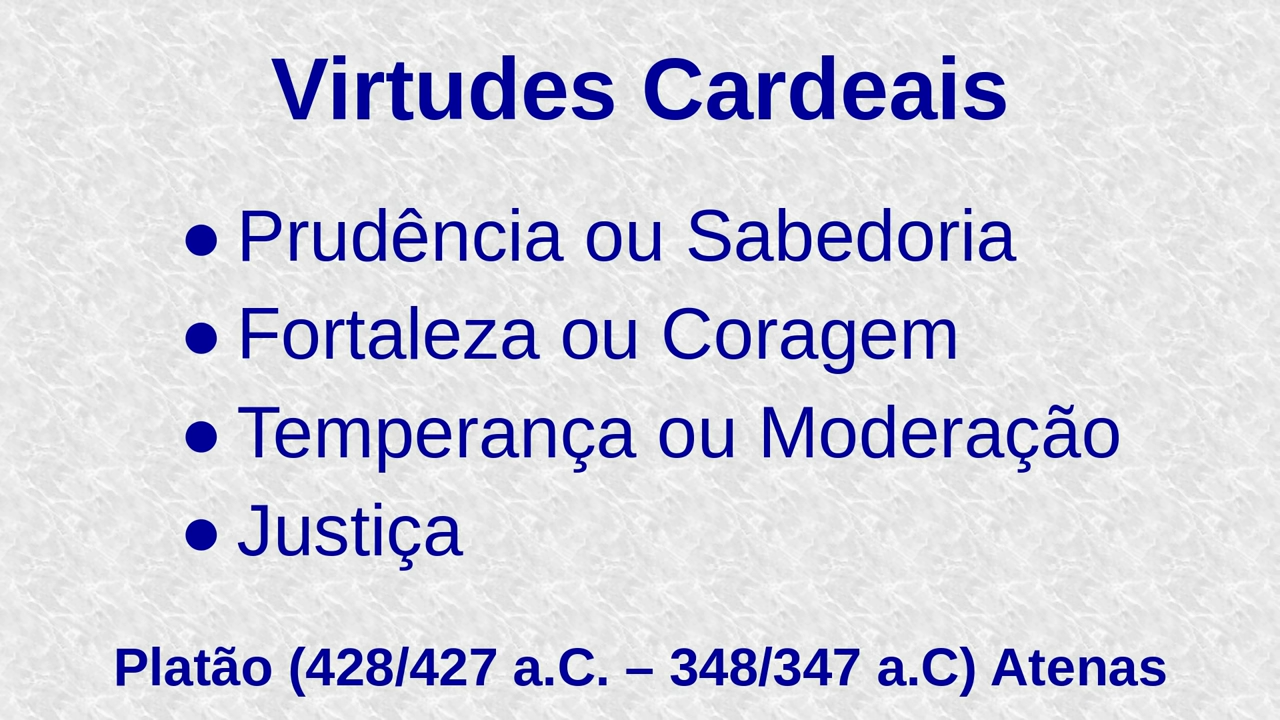 Virtudes Cardeais
● Prudência ou Sabedoria
● Fortaleza ou Coragem
● Temperança ou Moderação
● Justiça
Platão (428/427 a.C. – 348/347 a.C) Atenas